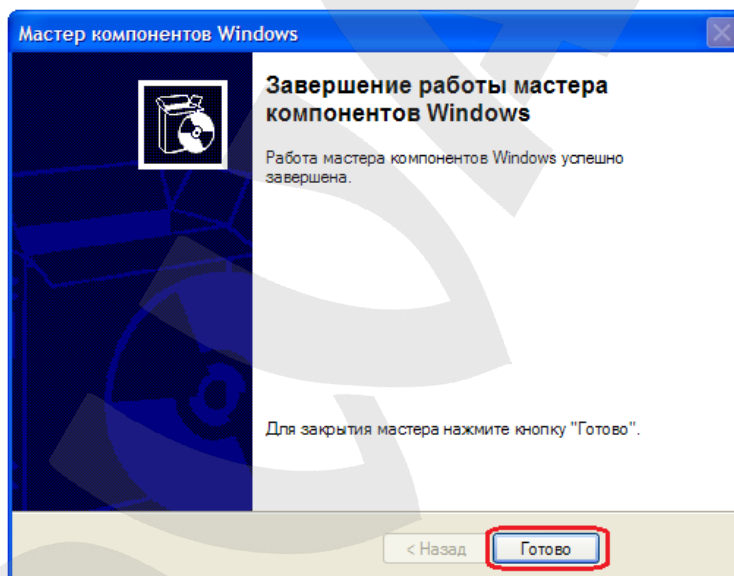 Мастер компонентов Windows
Завершение работы мастера
компонентов Windows
Работа мастера компонентов Windows успешно
завершена.
Для закрытия мастера нажмите кнопку "Готово".
< Назад
Готово